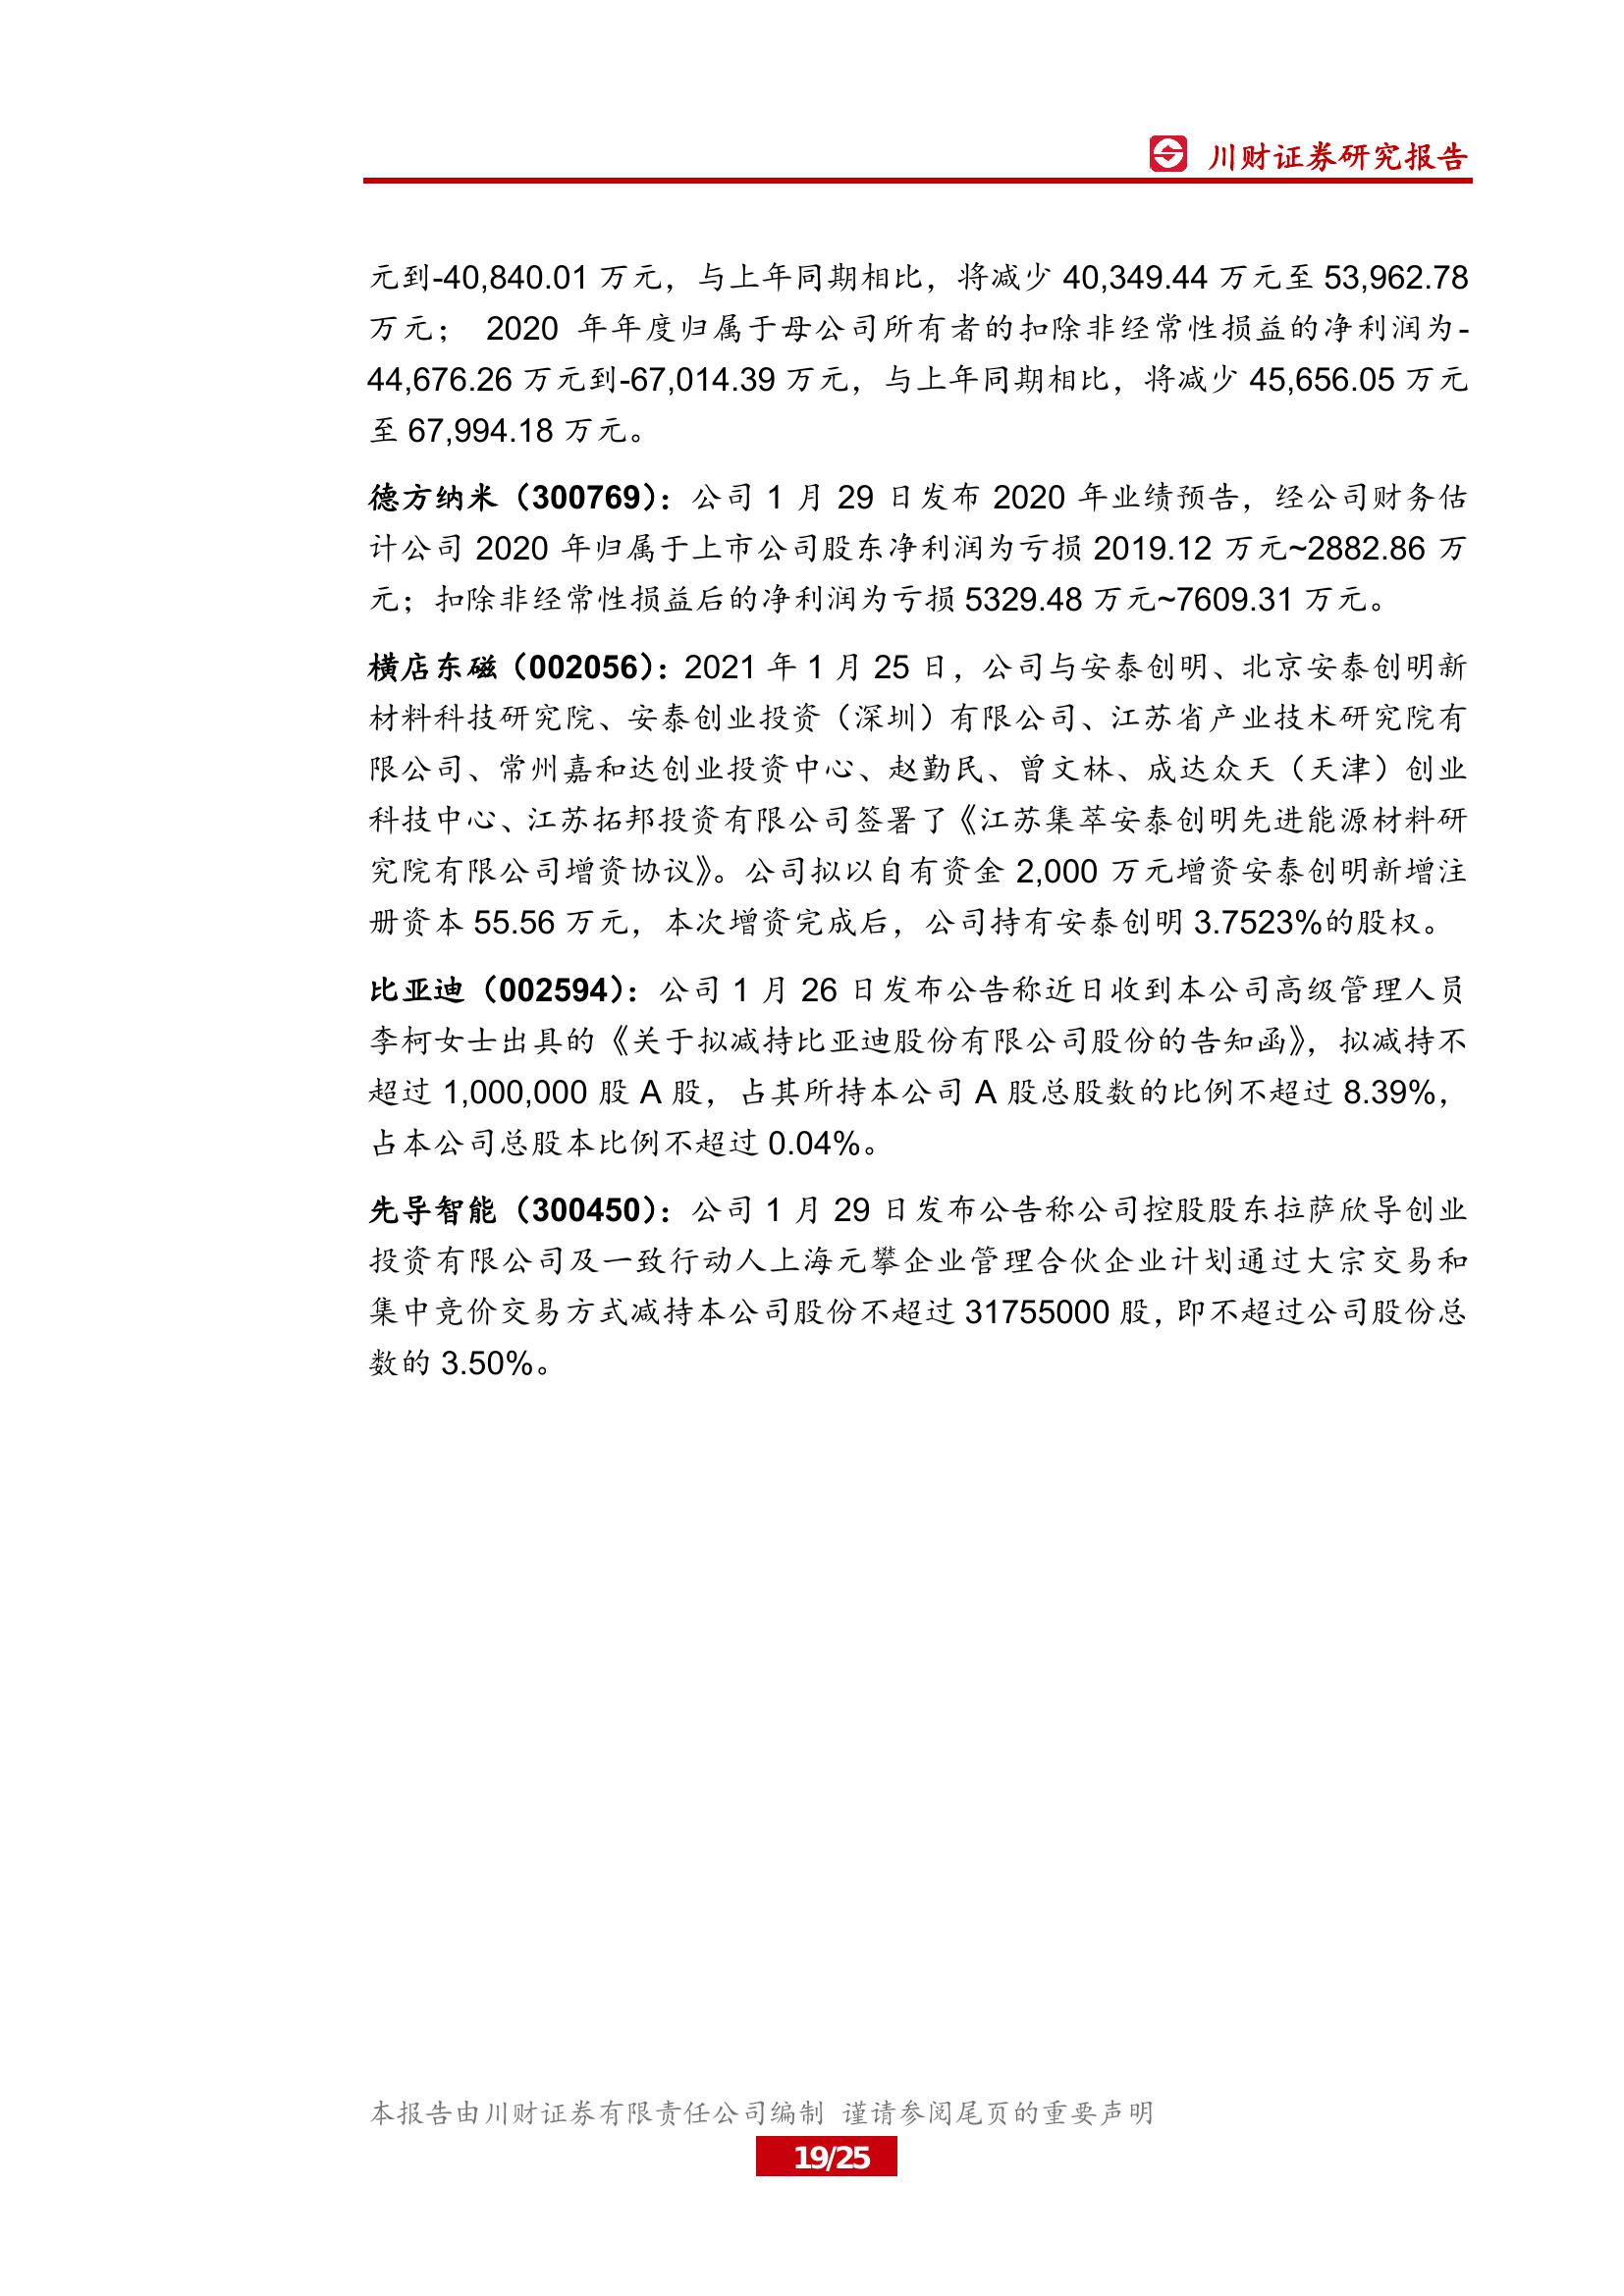 川财证券研究报告
元到-40,840.01 万元，与上年同期相比，将减少 40,349.44 万元至 53,962.78
万元； 2020 年年度归属于母公司所有者的扣除非经常性损益的净利润为-
44,676.26 万元到-67,014.39 万元，与上年同期相比，将减少 45,656.05 万元
至 67,994.18 万元。
德方纳米（300769）：公司 1 月 29 日发布 2020 年业绩预告，经公司财务估
计公司 2020 年归属于上市公司股东净利润为亏损 2019.12 万元~2882.86 万
元；扣除非经常性损益后的净利润为亏损 5329.48 万元~7609.31 万元。
横店东磁（002056）：2021 年 1 月 25 日，公司与安泰创明、北京安泰创明新
材料科技研究院、安泰创业投资（深圳）有限公司、江苏省产业技术研究院有
限公司、常州嘉和达创业投资中心、赵勤民、曾文林、成达众天（天津）创业
科技中心、江苏拓邦投资有限公司签署了《江苏集萃安泰创明先进能源材料研
究院有限公司增资协议》。公司拟以自有资金 2,000 万元增资安泰创明新增注
册资本 55.56 万元，本次增资完成后，公司持有安泰创明 3.7523%的股权。
比亚迪（002594）：公司 1 月 26 日发布公告称近日收到本公司高级管理人员
李柯女士出具的《关于拟减持比亚迪股份有限公司股份的告知函》，拟减持不
超过 1,000,000 股 A 股，占其所持本公司 A 股总股数的比例不超过 8.39%，
占本公司总股本比例不超过 0.04%。
先导智能（300450）：公司 1 月 29 日发布公告称公司控股股东拉萨欣导创业
投资有限公司及一致行动人上海元攀企业管理合伙企业计划通过大宗交易和
集中竞价交易方式减持本公司股份不超过 31755000 股，即不超过公司股份总
数的 3.50%。
本报告由川财证券有限责任公司编制 谨请参阅尾页的重要声明
19/25